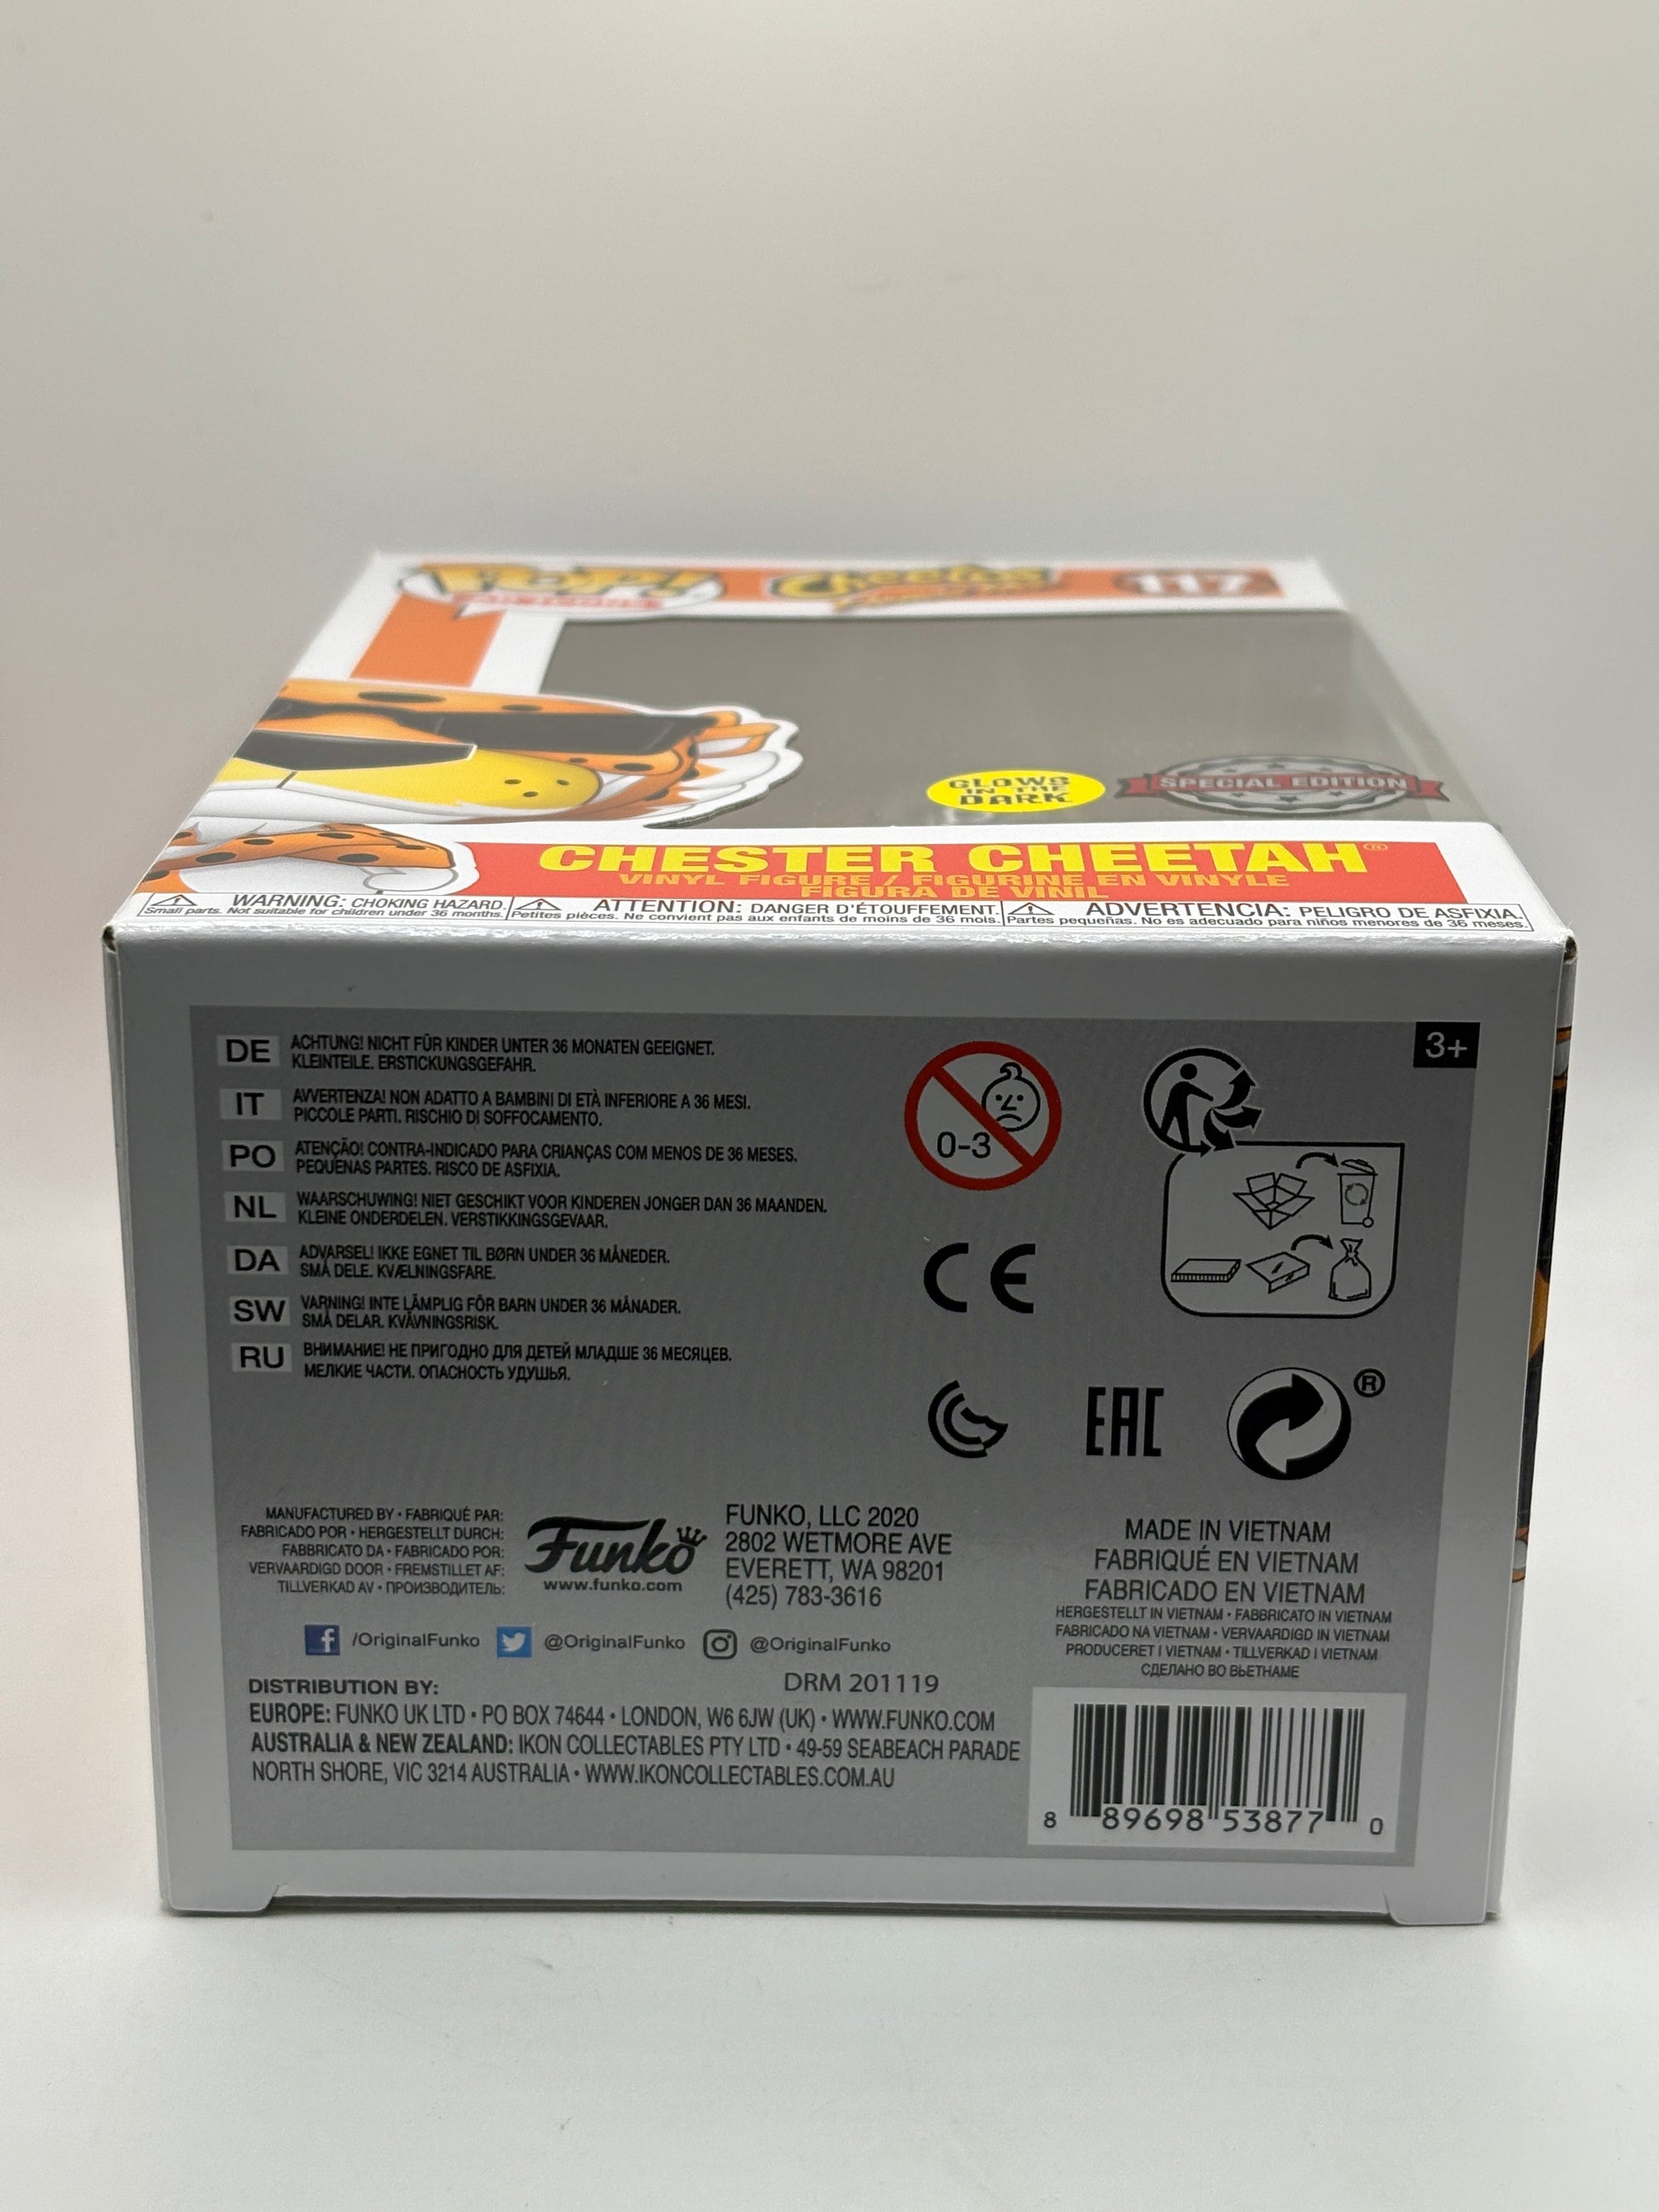 POP!
Cheetos
117
GLOWS
IN THE
DARK
SPECIAL EDITION
CHESTER CHEETAH®
VINYL FIGURE / FIGURINE EN VINYLE
FIGURA DE VINIL
WARNING: CHOKING HAZARD.
Small parts. Not suitable for children under 36 months.
ATTENTION: DANGER D'ÉTOUFFEMENT.
Petites pièces. Ne convient pas aux enfants de moins de 36 mois.
ADVERTENCIA: PELIGRO DE ASFIXIA.
Partes pequeñas. No es adecuado para niños menores de 36 meses.
DE ACHTUNG! NICHT FÜR KINDER UNTER 36 MONATEN GEEIGNET.
KLEINTEILE. ERSTICKUNGSGEFAHR.
IT AVVERTENZA! NON ADATTO A BAMBINI DI ETÀ INFERIORE A 36 MESI.
PICCOLE PARTI. RISCHIO DI SOFFOCAMENTO.
PO ATENÇÃO! CONTRA-INDICADO PARA CRIANÇAS COM MENOS DE 36 MESES.
PEQUENAS PARTES. RISCO DE ASFIXIA.
NL WAARSCHUWING! NIET GESCHIKT VOOR KINDEREN JONGER DAN 36 MAANDEN.
KLEINE ONDERDELEN. VERSTIKKINGSGEVAAR.
DA ADVARSEL! IKKE EGNET TIL BØRN UNDER 36 MÅNEDER.
SMÅ DELE. KVÆLNINGSFARE.
SW VARNING! INTE LÄMPLIG FÖR BARN UNDER 36 MÅNADER.
SMÅ DELAR. KVÄVNINGSRISK.
RU ВНИМАНИЕ! НЕ ПРИГОДНО ДЛЯ ДЕТЕЙ МЛАДШЕ 36 МЕСЯЦЕВ.
МЕЛКИЕ ЧАСТИ. ОПАСНОСТЬ УДУШЬЯ.
0-3
3+
CE
EAC
®
MANUFACTURED BY • FABRIQUÉ PAR:
FABRICADO POR • HERGESTELLT DURCH:
FABBRICATO DA • FABRICADO POR:
VERVAARDIGD DOOR • FREMSTILLET AF:
TILLVERKAD AV • ПРОИЗВОДИТЕЛЬ:
Funko
www.funko.com
FUNKO, LLC 2020
2802 WETMORE AVE
EVERETT, WA 98201
(425) 783-3616
MADE IN VIETNAM
FABRIQUÉ EN VIETNAM
FABRICADO EN VIETNAM
HERGESTELLT IN VIETNAM • FABBRICATO IN VIETNAM
FABRICADO NA VIETNAM • VERVAARDIGD IN VIETNAM
PRODUCERET I VIETNAM • TILLVERKAD I VIETNAM
СДЕЛАНО ВО ВЬЕТНАМЕ
/OriginalFunko @OriginalFunko @OriginalFunko
DRM 201119
DISTRIBUTION BY:
EUROPE: FUNKO UK LTD • PO BOX 74644 • LONDON, W6 6JW (UK) • WWW.FUNKO.COM
AUSTRALIA & NEW ZEALAND: IKON COLLECTABLES PTY LTD • 49-59 SEABEACH PARADE
NORTH SHORE, VIC 3214 AUSTRALIA • WWW.IKONCOLLECTABLES.COM.AU
8 89698 53877 0